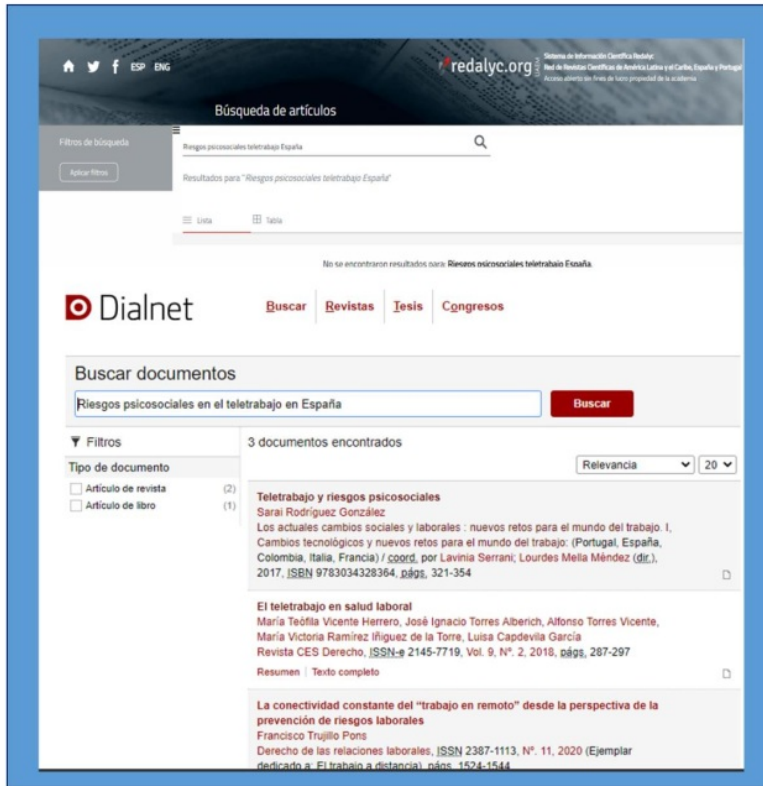 ESP ENG
redalyc.org
Sistema de Información Científica Redalyc
Red de Revistas Científicas de América Latina y el Caribe, España y Portugal
Acceso abierto sin fines de lucro propiedad de la academia
Búsqueda de artículos
Filtros de búsqueda
Aplicar filtros
Riesgos psicosociales teletrabajo España
Resultados para "Riesgos psicosociales teletrabajo España"
Lista Tabla
No se encontraron resultados para: Riesgos psicosociales teletrabajo España.
Dialnet
Buscar Revistas Tesis Congresos
Buscar documentos
Riesgos psicosociales en el teletrabajo en España
Buscar
Filtros
Tipo de documento
Artículo de revista (2)
Artículo de libro (1)
3 documentos encontrados
Relevancia 20
Teletrabajo y riesgos psicosociales
Sarai Rodríguez González
Los actuales cambios sociales y laborales : nuevos retos para el mundo del trabajo. I,
Cambios tecnológicos y nuevos retos para el mundo del trabajo: (Portugal, España,
Colombia, Italia, Francia) / coord. por Lavinia Serrani; Lourdes Mella Méndez (dir.),
2017, ISBN 9783034328364, págs. 321-354
El teletrabajo en salud laboral
María Teófila Vicente Herrero, José Ignacio Torres Alberich, Alfonso Torres Vicente,
María Victoria Ramírez Iñiguez de la Torre, Luisa Capdevila García
Revista CES Derecho, ISSN-e 2145-7719, Vol. 9, Nº. 2, 2018, págs. 287-297
Resumen | Texto completo
La conectividad constante del "trabajo en remoto" desde la perspectiva de la
prevención de riesgos laborales
Francisco Trujillo Pons
Derecho de las relaciones laborales, ISSN 2387-1113, Nº. 11, 2020 (Ejemplar
dedicado a: El trabajo a distancia), págs. 1524-1544